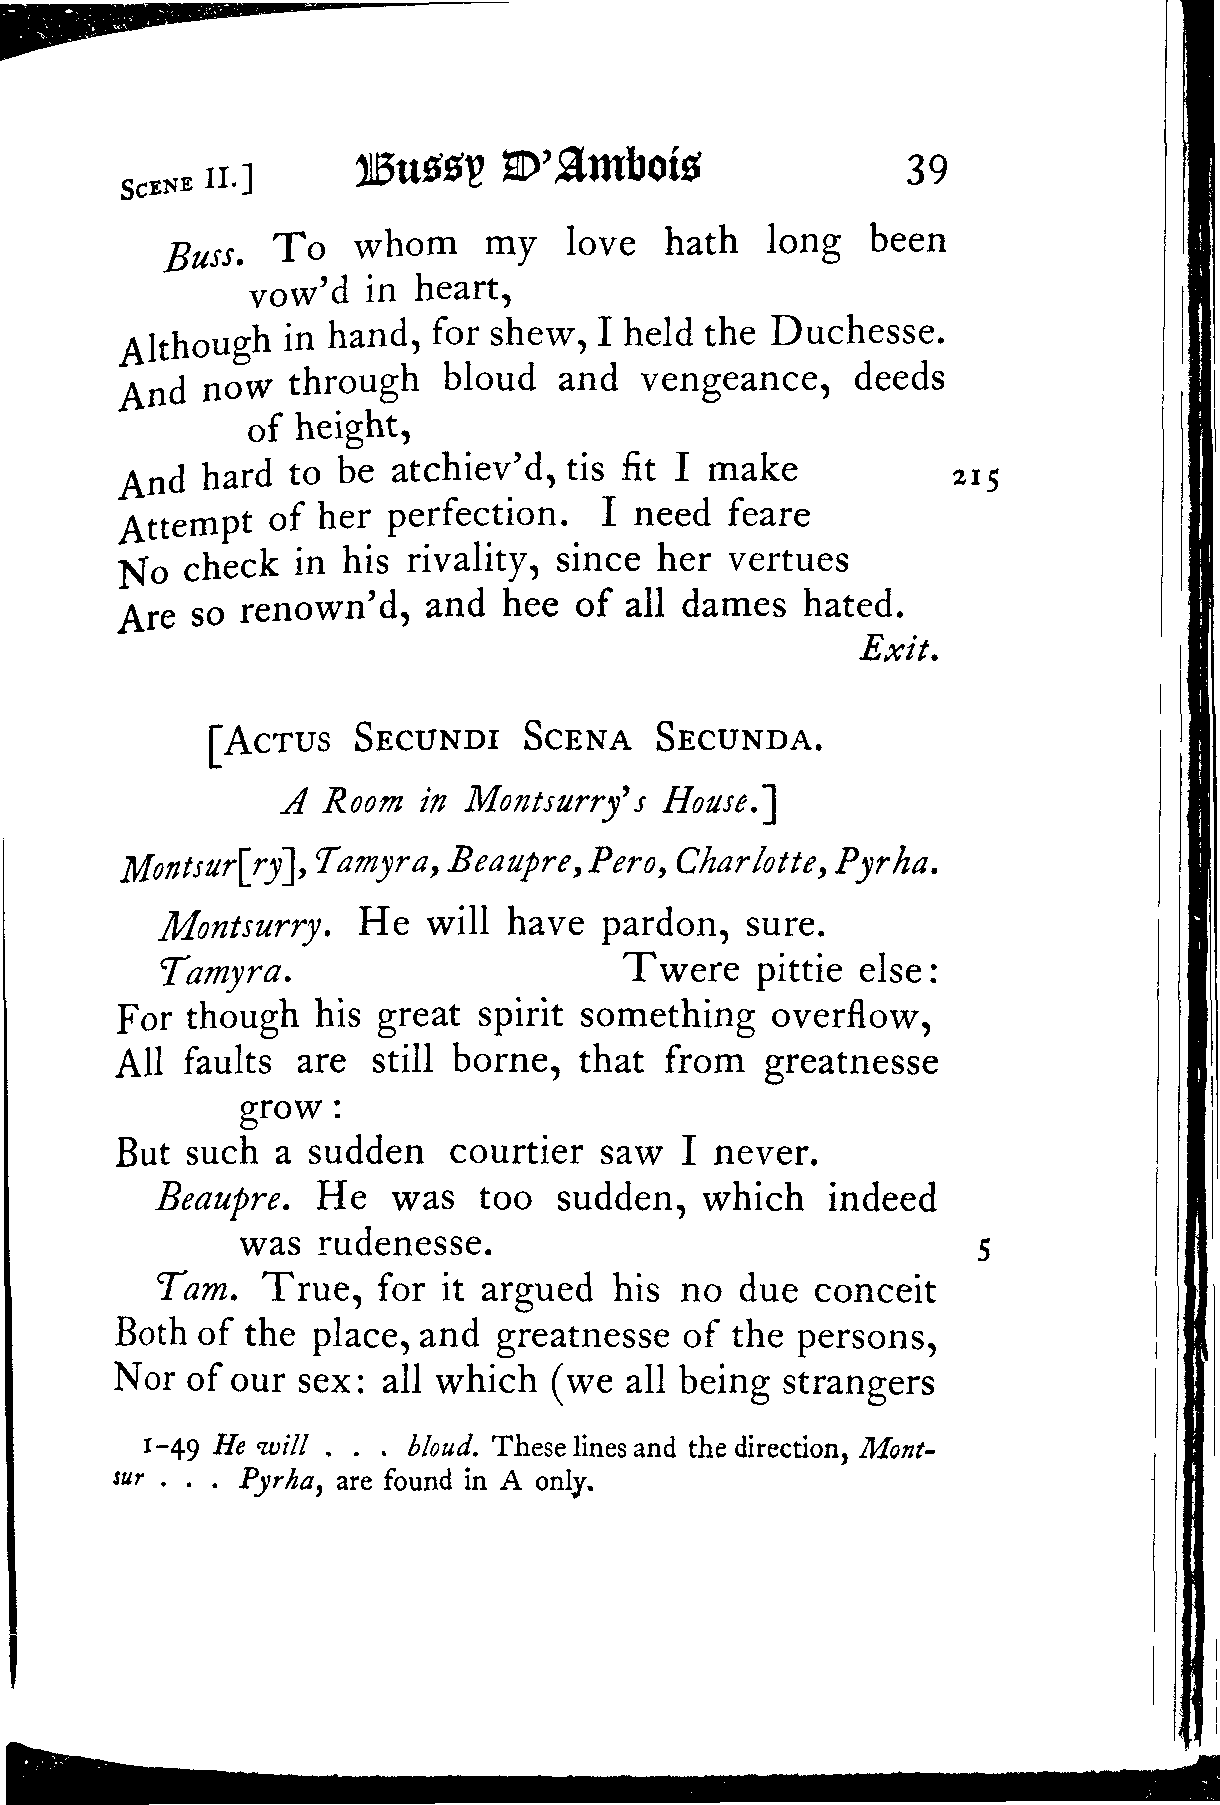 SCENE II.] Bussy D'Ambois 39
Buss. To whom my love hath long been
vow'd in heart,
Although in hand, for shew, I held the Duchesse.
And now through bloud and vengeance, deeds
of height,
And hard to be atchiev'd, tis fit I make 215
Attempt of her perfection. I need feare
No check in his rivality, since her vertues
Are so renown'd, and hee of all dames hated.
Exit.
[ACTUS SECUNDI SCENA SECUNDA.
A Room in Montsurry's House.]
Montsur[ry], Tamyra, Beaupre, Pero, Charlotte, Pyrha.
Montsurry. He will have pardon, sure.
Tamyra. Twere pittie else:
For though his great spirit something overflow,
All faults are still borne, that from greatnesse
grow:
But such a sudden courtier saw I never.
Beaupre. He was too sudden, which indeed
was rudenesse. 5
Tam. True, for it argued his no due conceit
Both of the place, and greatnesse of the persons,
Nor of our sex: all which (we all being strangers
1-49 He will . . . bloud. These lines and the direction, Mont-
sur . . . Pyrha, are found in A only.